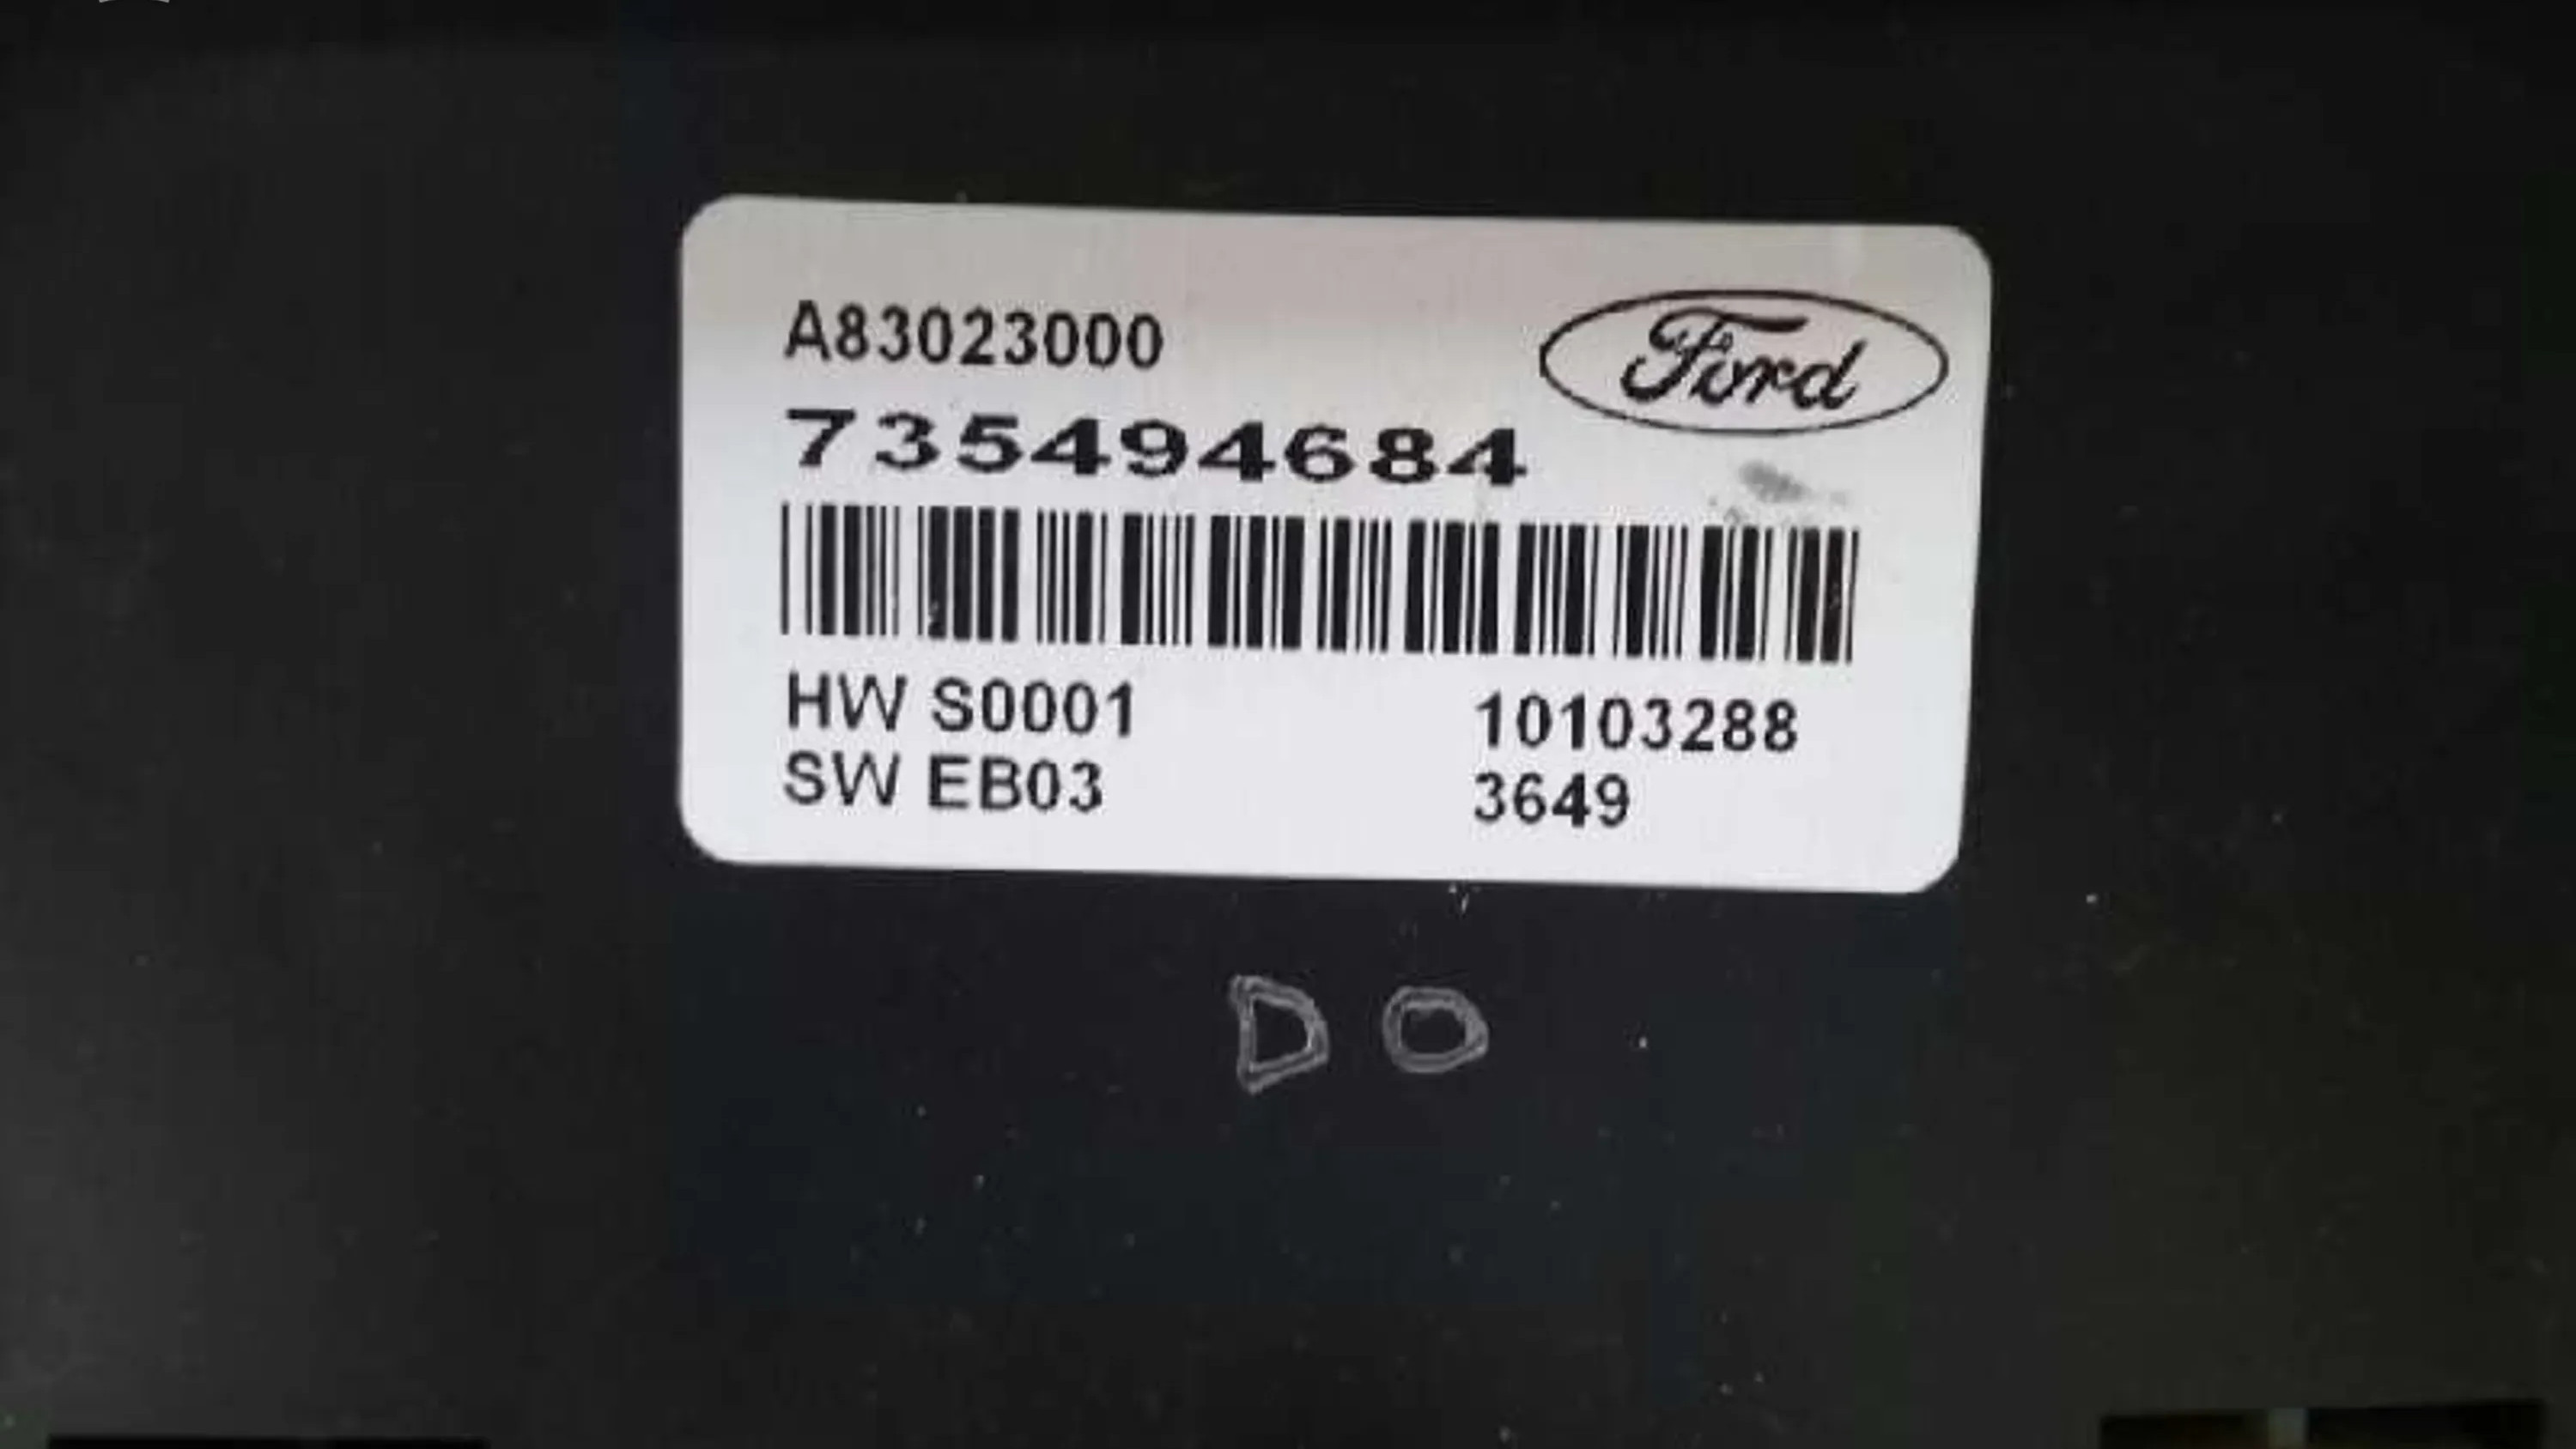 A83023000
Ford
735494684
HW S0001
10103288
SW EB03
3649
DO